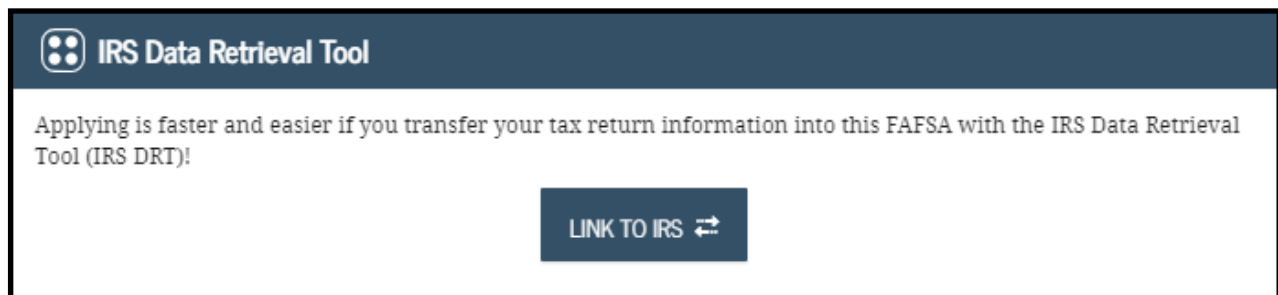 IRS Data Retrieval Tool
Applying is faster and easier if you transfer your tax return information into this FAFSA with the IRS Data Retrieval
Tool (IRS DRT)!
LINK TO IRS